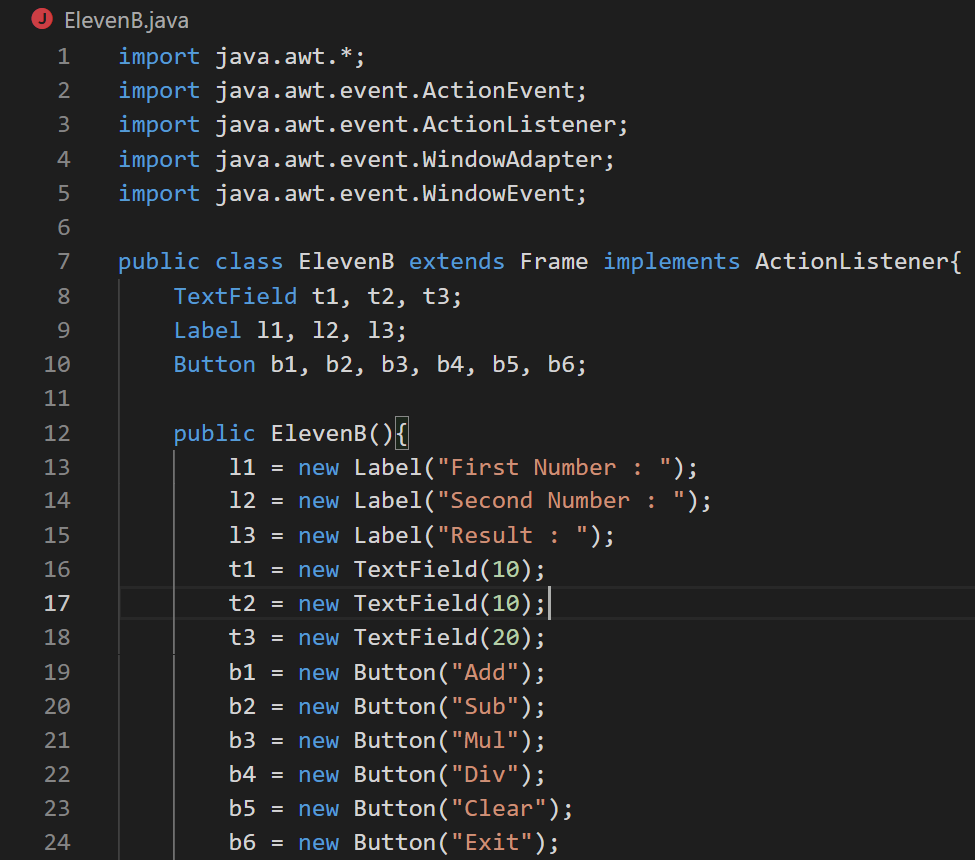 J ElevenB.java
1 import java.awt.*;
2 import java.awt.event.ActionEvent;
3 import java.awt.event.ActionListener;
4 import java.awt.event.WindowAdapter;
5 import java.awt.event.WindowEvent;
6
7 public class ElevenB extends Frame implements ActionListener{
8     TextField t1, t2, t3;
9     Label l1, l2, l3;
10     Button b1, b2, b3, b4, b5, b6;
11
12     public ElevenB(){
13         l1 = new Label("First Number : ");
14         l2 = new Label("Second Number : ");
15         l3 = new Label("Result : ");
16         t1 = new TextField(10);
17         t2 = new TextField(10);
18         t3 = new TextField(20);
19         b1 = new Button("Add");
20         b2 = new Button("Sub");
21         b3 = new Button("Mul");
22         b4 = new Button("Div");
23         b5 = new Button("Clear");
24         b6 = new Button("Exit");